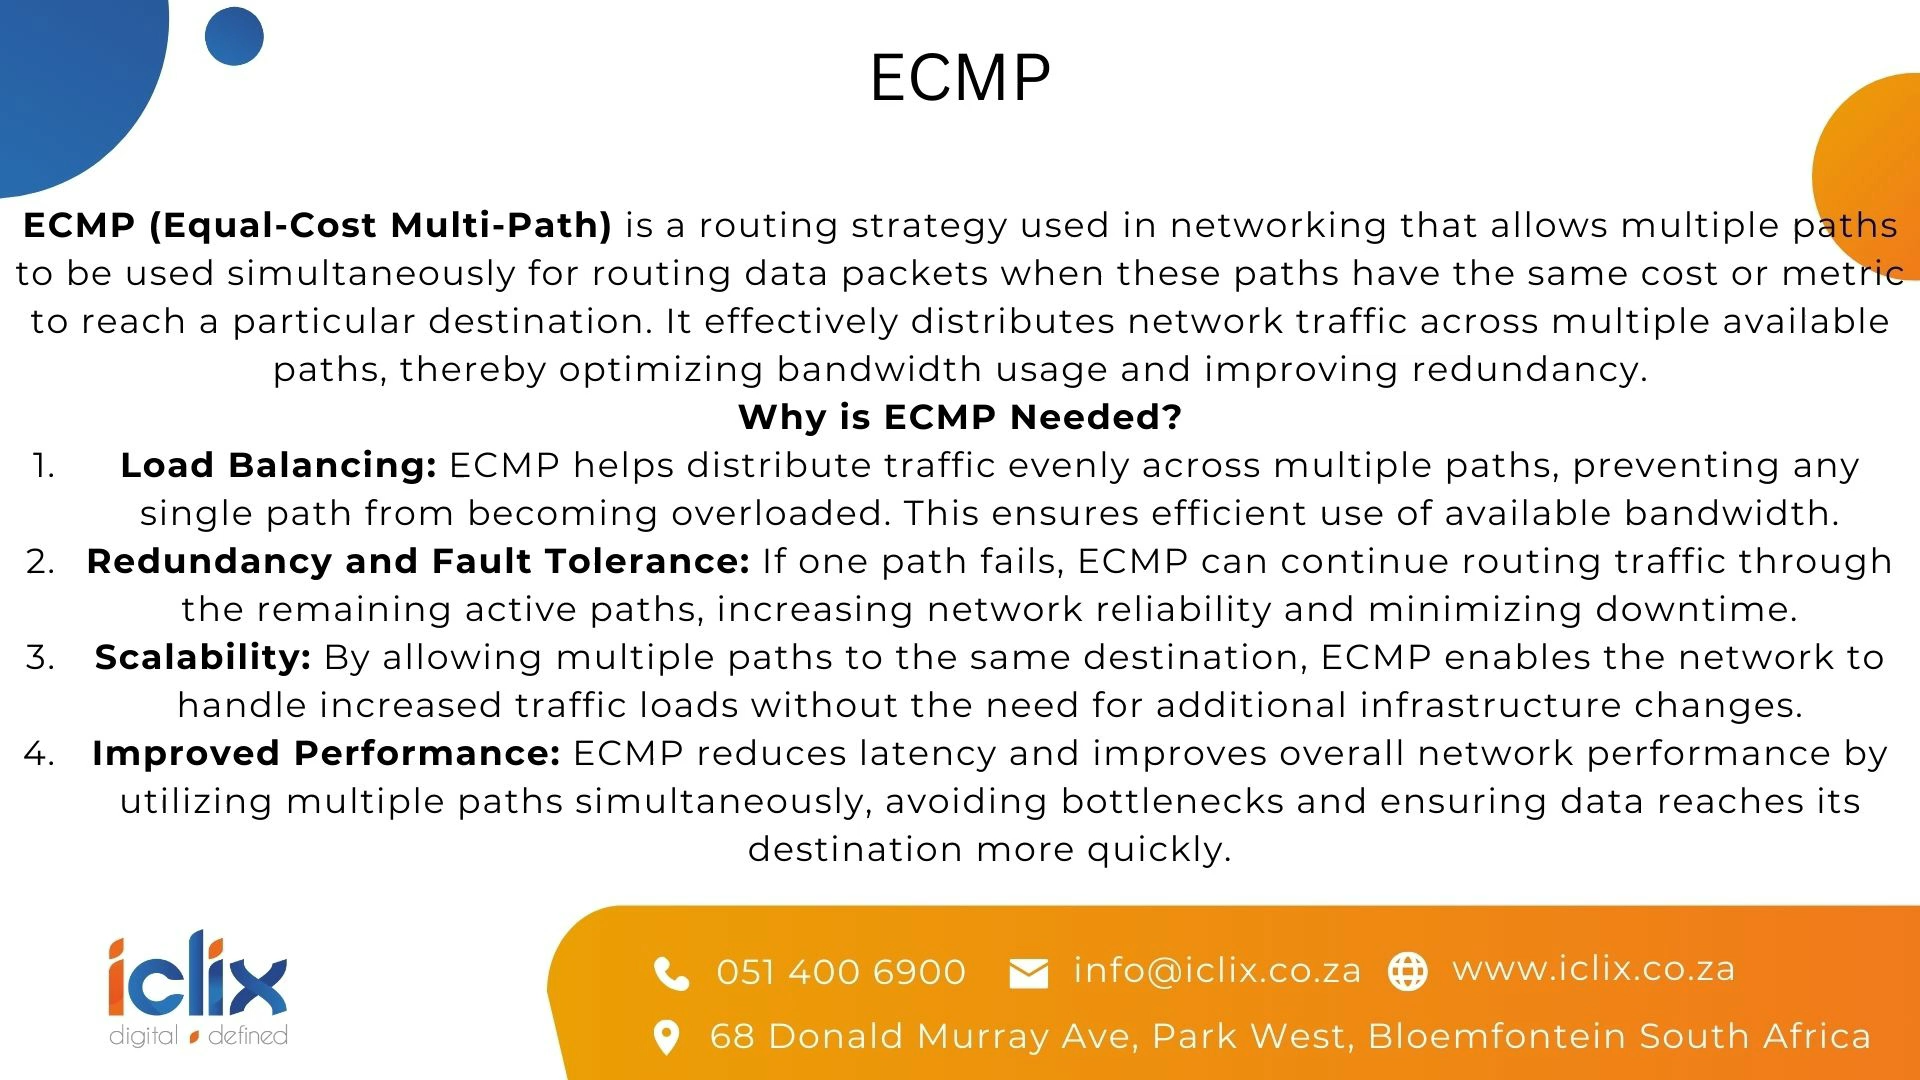 ECMP
ECMP (Equal-Cost Multi-Path) is a routing strategy used in networking that allows multiple paths
to be used simultaneously for routing data packets when these paths have the same cost or metric
to reach a particular destination. It effectively distributes network traffic across multiple available
paths, thereby optimizing bandwidth usage and improving redundancy.
Why is ECMP Needed?
1. Load Balancing: ECMP helps distribute traffic evenly across multiple paths, preventing any
single path from becoming overloaded. This ensures efficient use of available bandwidth.
2. Redundancy and Fault Tolerance: If one path fails, ECMP can continue routing traffic through
the remaining active paths, increasing network reliability and minimizing downtime.
3. Scalability: By allowing multiple paths to the same destination, ECMP enables the network to
handle increased traffic loads without the need for additional infrastructure changes.
4. Improved Performance: ECMP reduces latency and improves overall network performance by
utilizing multiple paths simultaneously, avoiding bottlenecks and ensuring data reaches its
destination more quickly.
iclix
digital defined
051 400 6900 info@iclix.co.za www.iclix.co.za
68 Donald Murray Ave, Park West, Bloemfontein South Africa